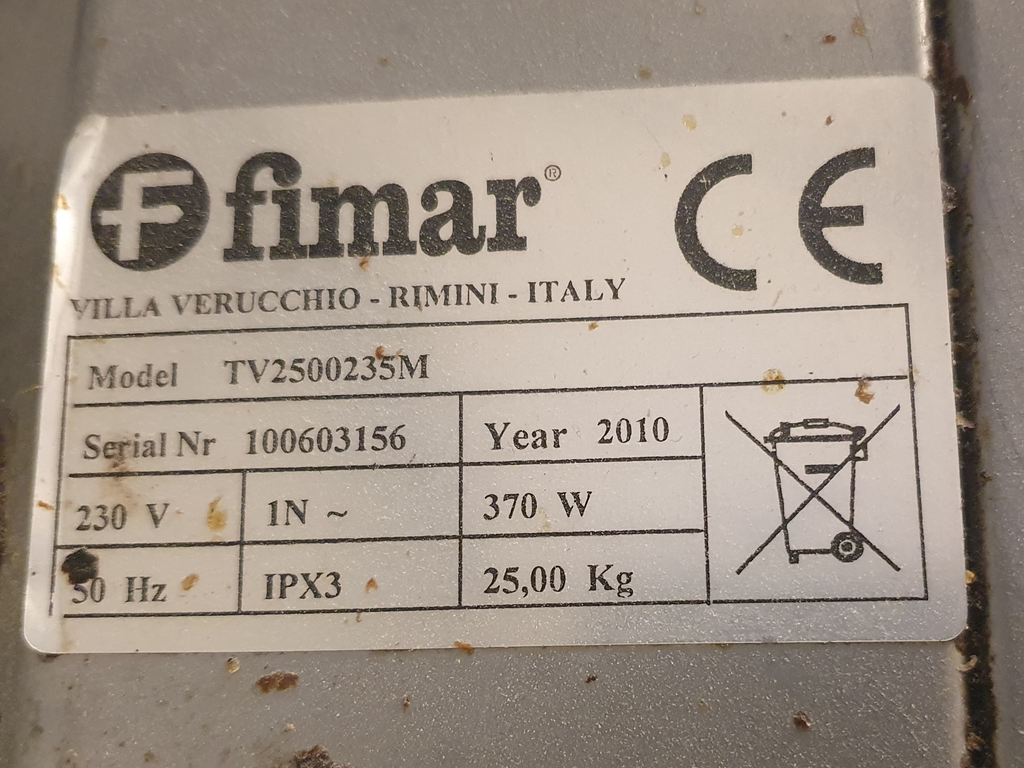 fimar®
CE
VILLA VERUCCHIO - RIMINI - ITALY
Model TV2500235M
Serial Nr 100603156 Year 2010
230 V 1N ~ 370 W
50 Hz IPX3 25,00 Kg